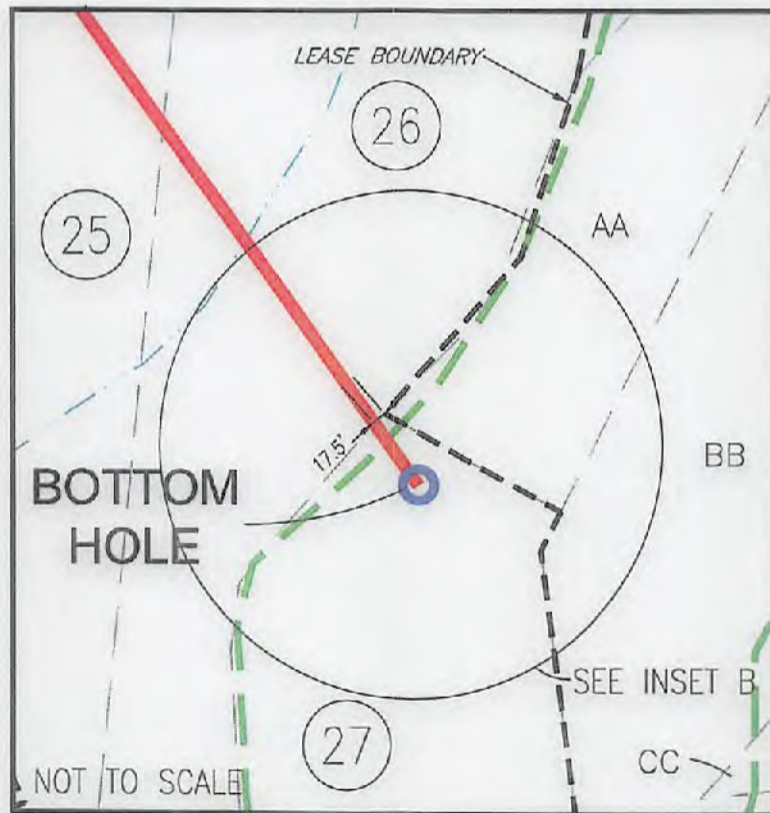 LEASE BOUNDARY
26
25
AA
17.5'
BOTTOM
HOLE
BB
SEE INSET B
27
CC
NOT TO SCALE